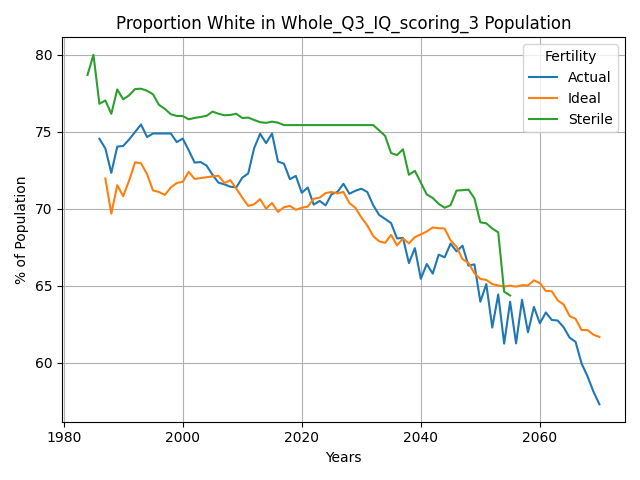 Proportion White in Whole_Q3_IQ_scoring_3 Population
Fertility
Actual
Ideal
Sterile
% of Population
80
75
70
65
60
1980
2000
2020
2040
2060
Years